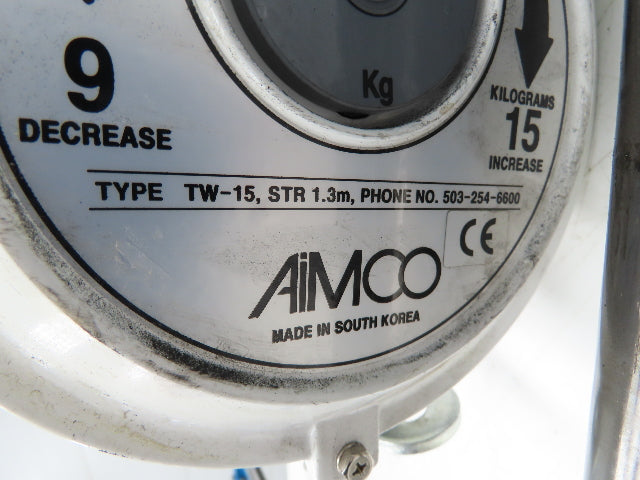 Kg
9
DECREASE
KILOGRAMS
15
INCREASE
TYPE TW-15, STR 1.3m, PHONE NO. 503-254-6600
CE
AiMCO
MADE IN SOUTH KOREA